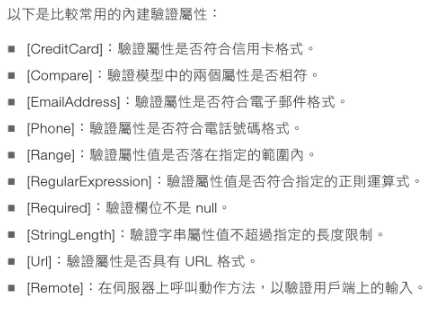 以下是比較常用的內建驗證屬性：
■ [CreditCard]：驗證屬性是否符合信用卡格式。
■ [Compare]：驗證模型中的兩個屬性是否相符。
■ [EmailAddress]：驗證屬性是否符合電子郵件格式。
■ [Phone]：驗證屬性是否符合電話號碼格式。
■ [Range]：驗證屬性值是否落在指定的範圍內。
■ [RegularExpression]：驗證屬性值是否符合指定的正則運算式。
■ [Required]：驗證欄位不是 null。
■ [StringLength]：驗證字串屬性值不超過指定的長度限制。
■ [Url]：驗證屬性是否具有 URL 格式。
■ [Remote]：在伺服器上呼叫動作方法，以驗證用戶端上的輸入。